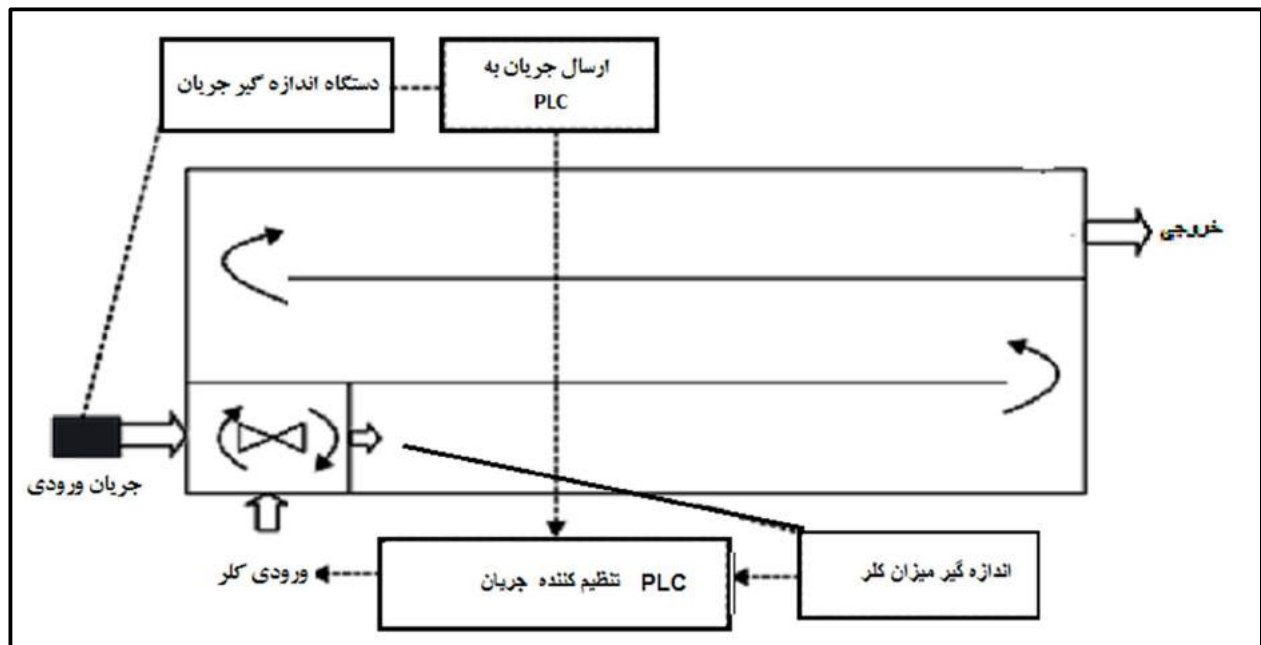 ارسال جریان به
PLC
دستگاه اندازه گیر جریان
خروجی
جریان ورودی
ورودی کلر
PLC تنظیم کننده جریان
اندازه گیر میزان کلر